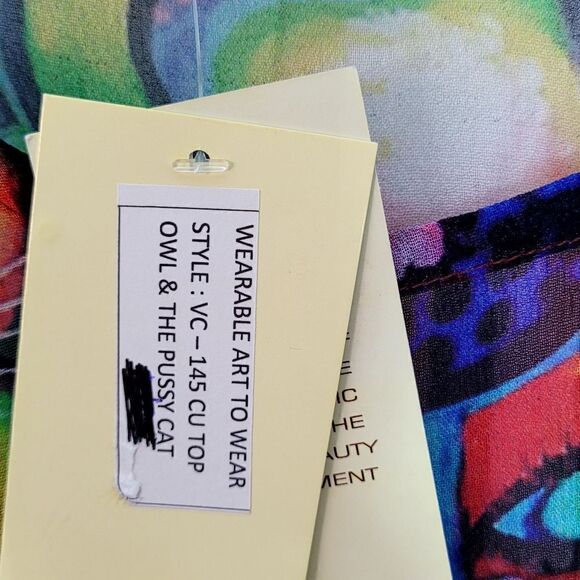 WEARABLE ART TO WEAR
STYLE : VC – 145 CU TOP
OWL & THE PUSSY CAT
IC
HE
AUTY
MENT